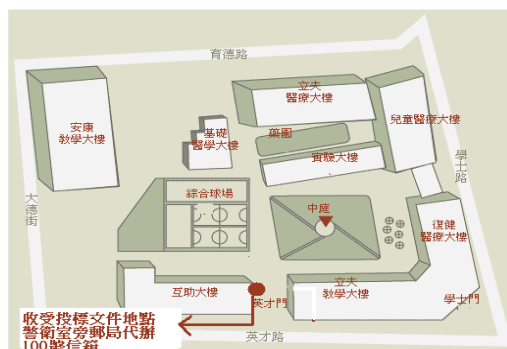 育德路
立夫
醫療大樓
兒童醫療大樓
安康
教學大樓
基礎
醫學大樓
藥園
實驗大樓
學士路
大德街
綜合球場
中庭
復健
醫療大樓
互助大樓
英才門
立夫
教學大樓
學士門
收受投標文件地點
警衛室旁郵局代辦
100號信箱
英才路